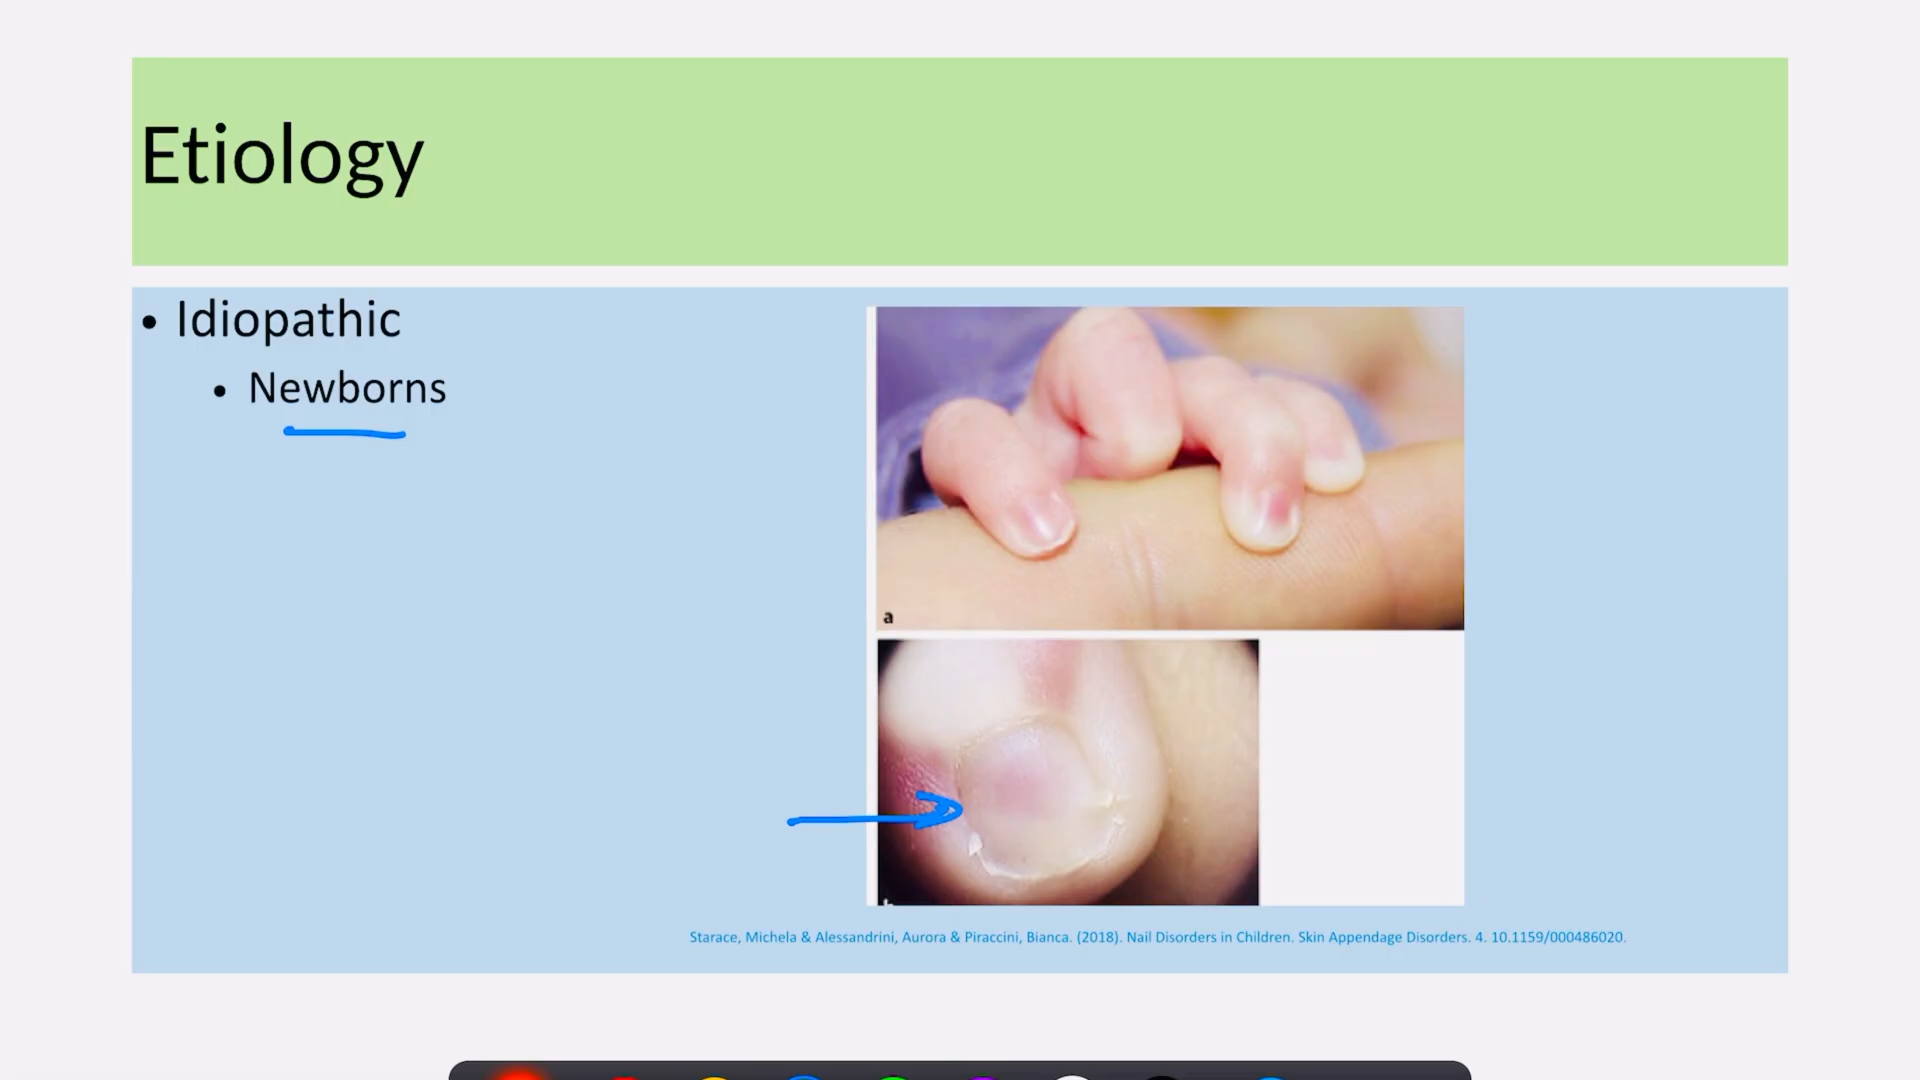 Etiology
• Idiopathic
• Newborns
a
Starace, Michela & Alessandrini, Aurora & Piraccini, Bianca. (2018). Nail Disorders in Children. Skin Appendage Disorders. 4. 10.1159/000486020.